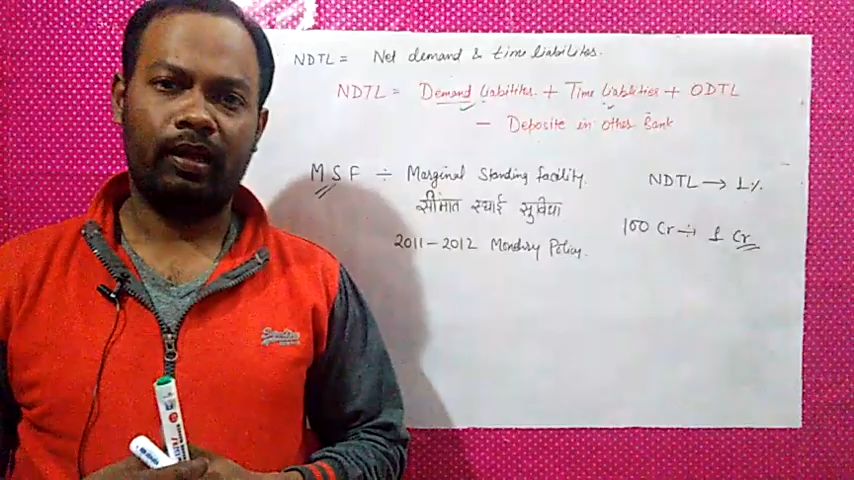 NDTL = Net demand & time liabilites.
NDTL = Demand liabilities + Time liabilities + ODTL
- Deposite in other Bank
MSF ÷ Marginal Standing facility.
सीमांत स्थाई सुविधा
2011-2012 Monetary Policy.
NDTL → 1%
100 Cr ÷ 1 Cr